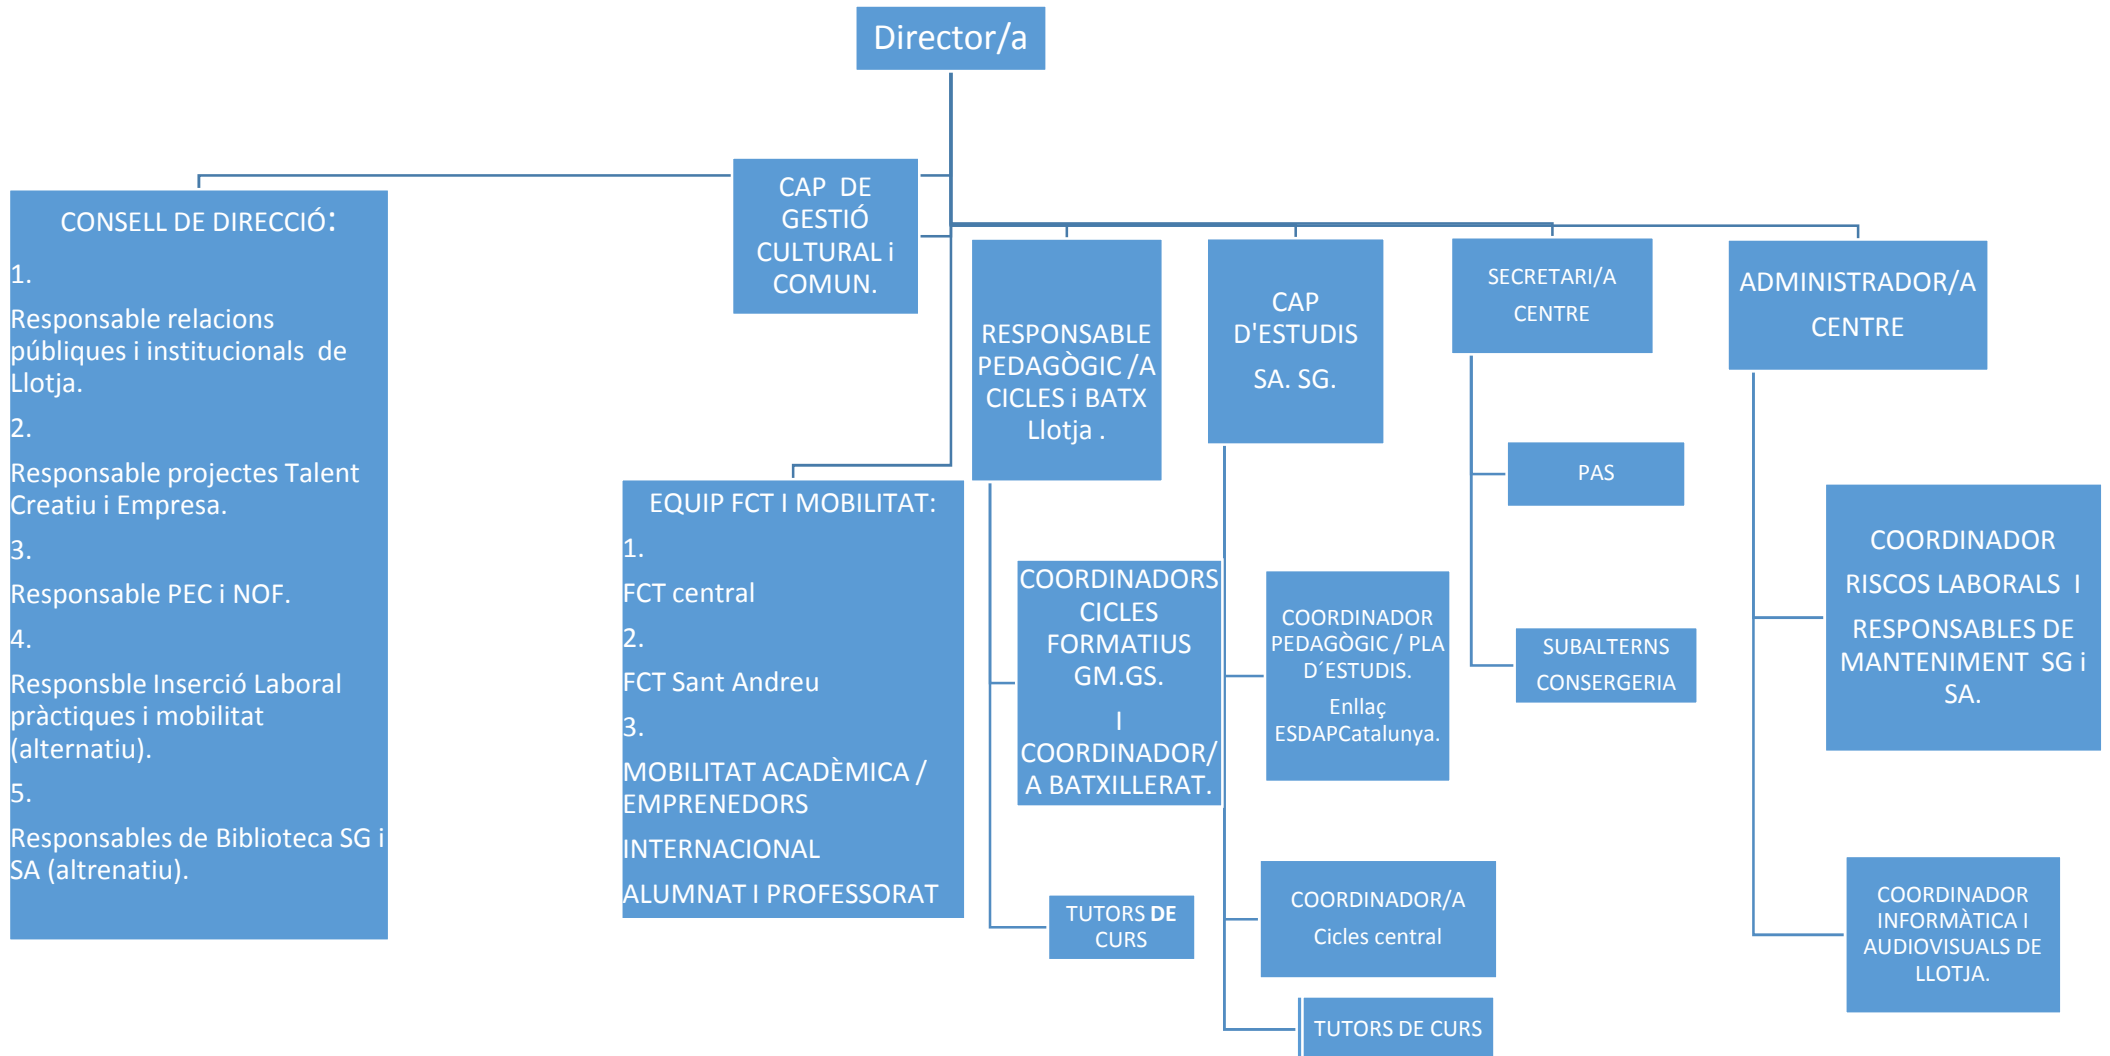 Director/a
CONSELL DE DIRECCIÓ:
1.
Responsable relacions
públiques i institucionals de
Llotja.
2.
Responsable projectes Talent
Creatiu i Empresa.
3.
Responsable PEC i NOF.
4.
Responsble Inserció Laboral
pràctiques i mobilitat
(alternatiu).
5.
Responsables de Biblioteca SG i
SA (altrenatiu).
CAP DE
GESTIÓ
CULTURAL i
COMUN.
EQUIP FCT I MOBILITAT:
1.
FCT central
2.
FCT Sant Andreu
3.
MOBILITAT ACADÈMICA /
EMPRENEDORS
INTERNACIONAL
ALUMNAT I PROFESSORAT
RESPONSABLE
PEDAGÒGIC /A
CICLES i BATX
Llotja .
COORDINADORS
CICLES
FORMATIUS
GM.GS.
I
COORDINADOR/
A BATXILLERAT.
TUTORS DE
CURS
CAP
D'ESTUDIS
SA. SG.
COORDINADOR
PEDAGÒGIC / PLA
D´ESTUDIS.
Enllaç
ESDAPCatalunya.
COORDINADOR/A
Cicles central
TUTORS DE CURS
SECRETARI/A
CENTRE
PAS
SUBALTERNS
CONSERGERIA
ADMINISTRADOR/A
CENTRE
COORDINADOR
RISCOS LABORALS I
RESPONSABLES DE
MANTENIMENT SG i
SA.
COORDINADOR
INFORMÀTICA I
AUDIOVISUALS DE
LLOTJA.